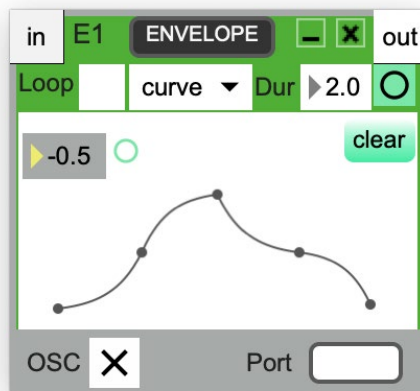 in E1 ENVELOPE out
Loop curve Dur 2.0
-0.5 clear
OSC Port